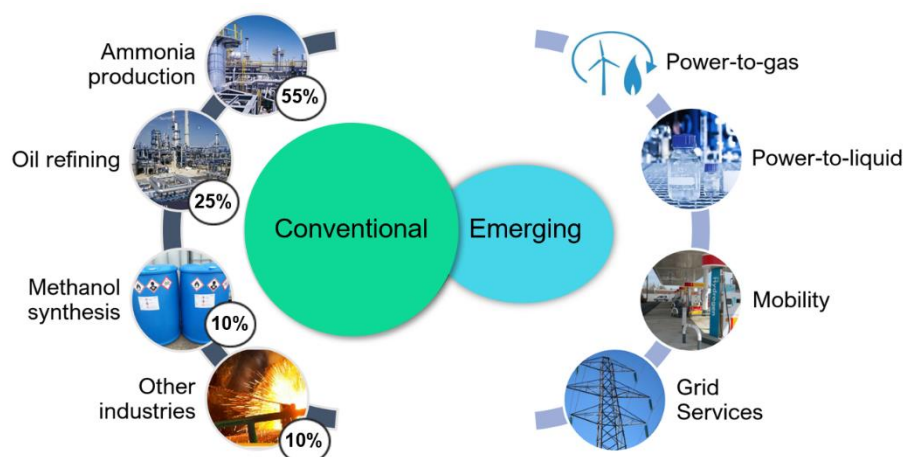 Ammonia
production
55%
Oil refining
25%
Methanol
synthesis
10%
Other
industries
10%
Conventional
Emerging
Power-to-gas
Power-to-liquid
Mobility
Grid
Services